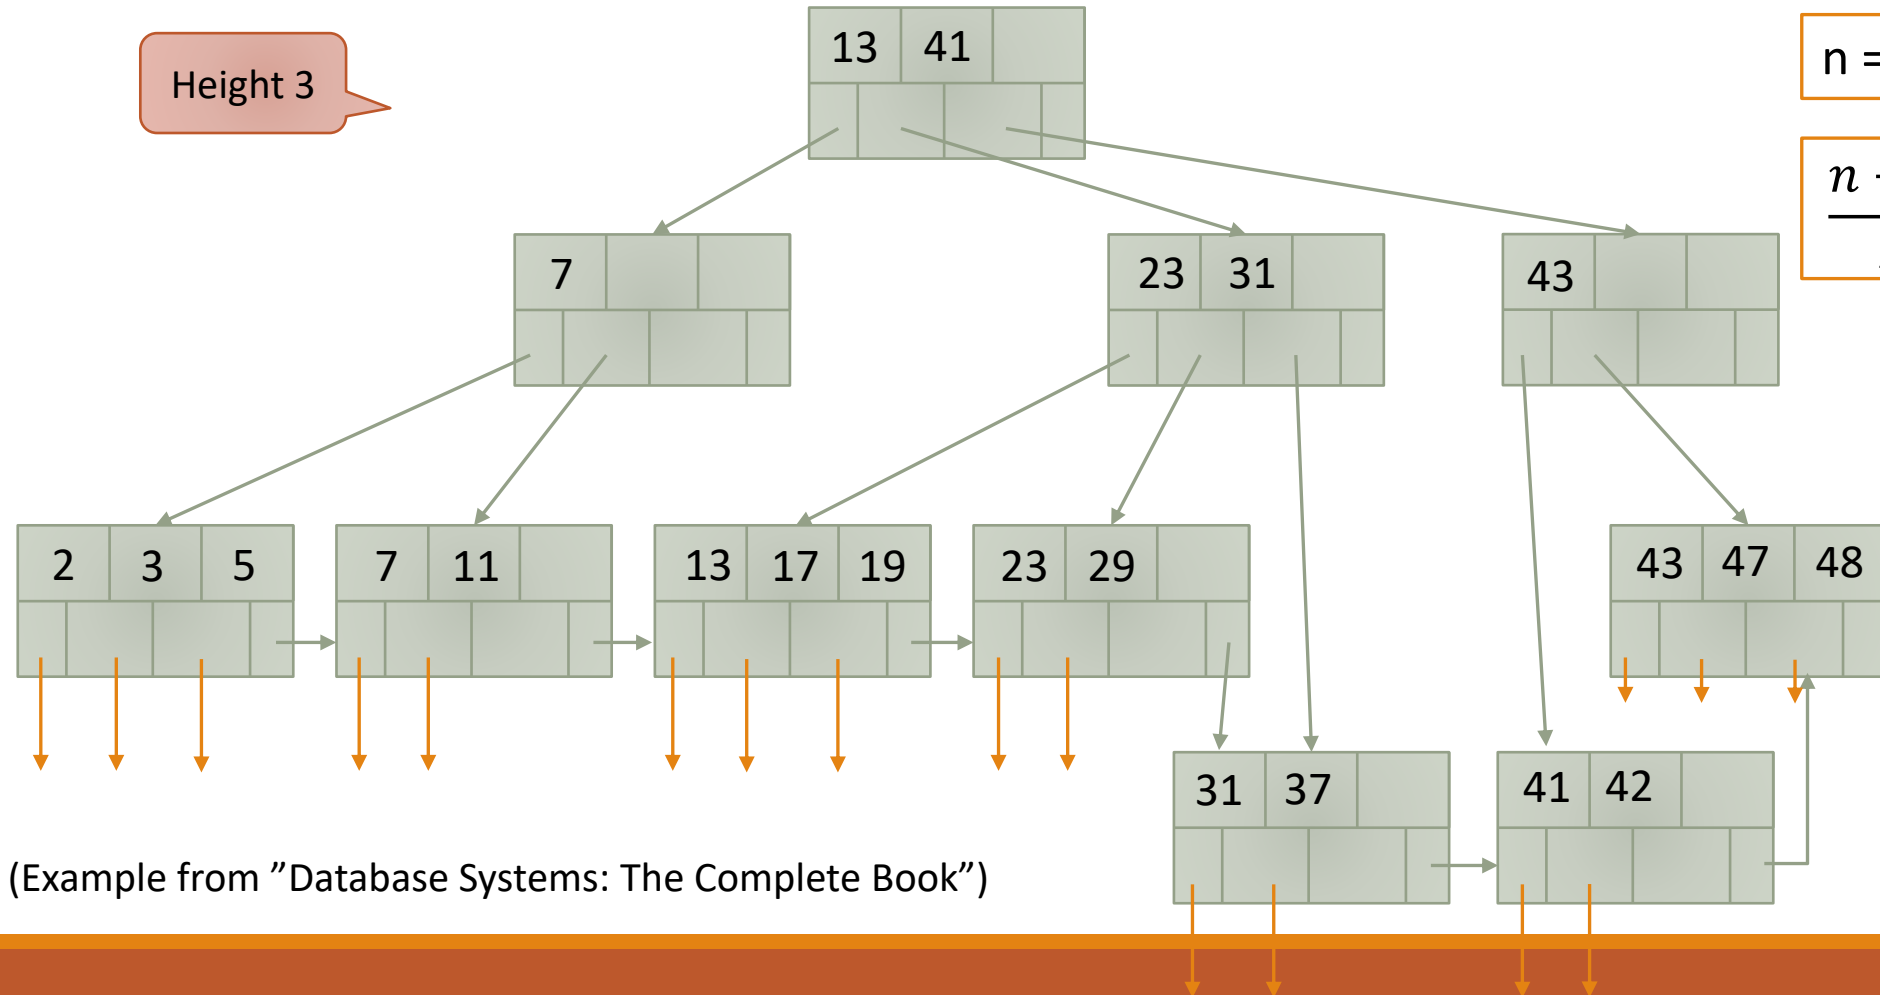 Height 3
13 41
n =
n
7
23 31
43
2 3 5
7 11
13 17 19
23 29
43 47 48
31 37
41 42
(Example from ”Database Systems: The Complete Book”)